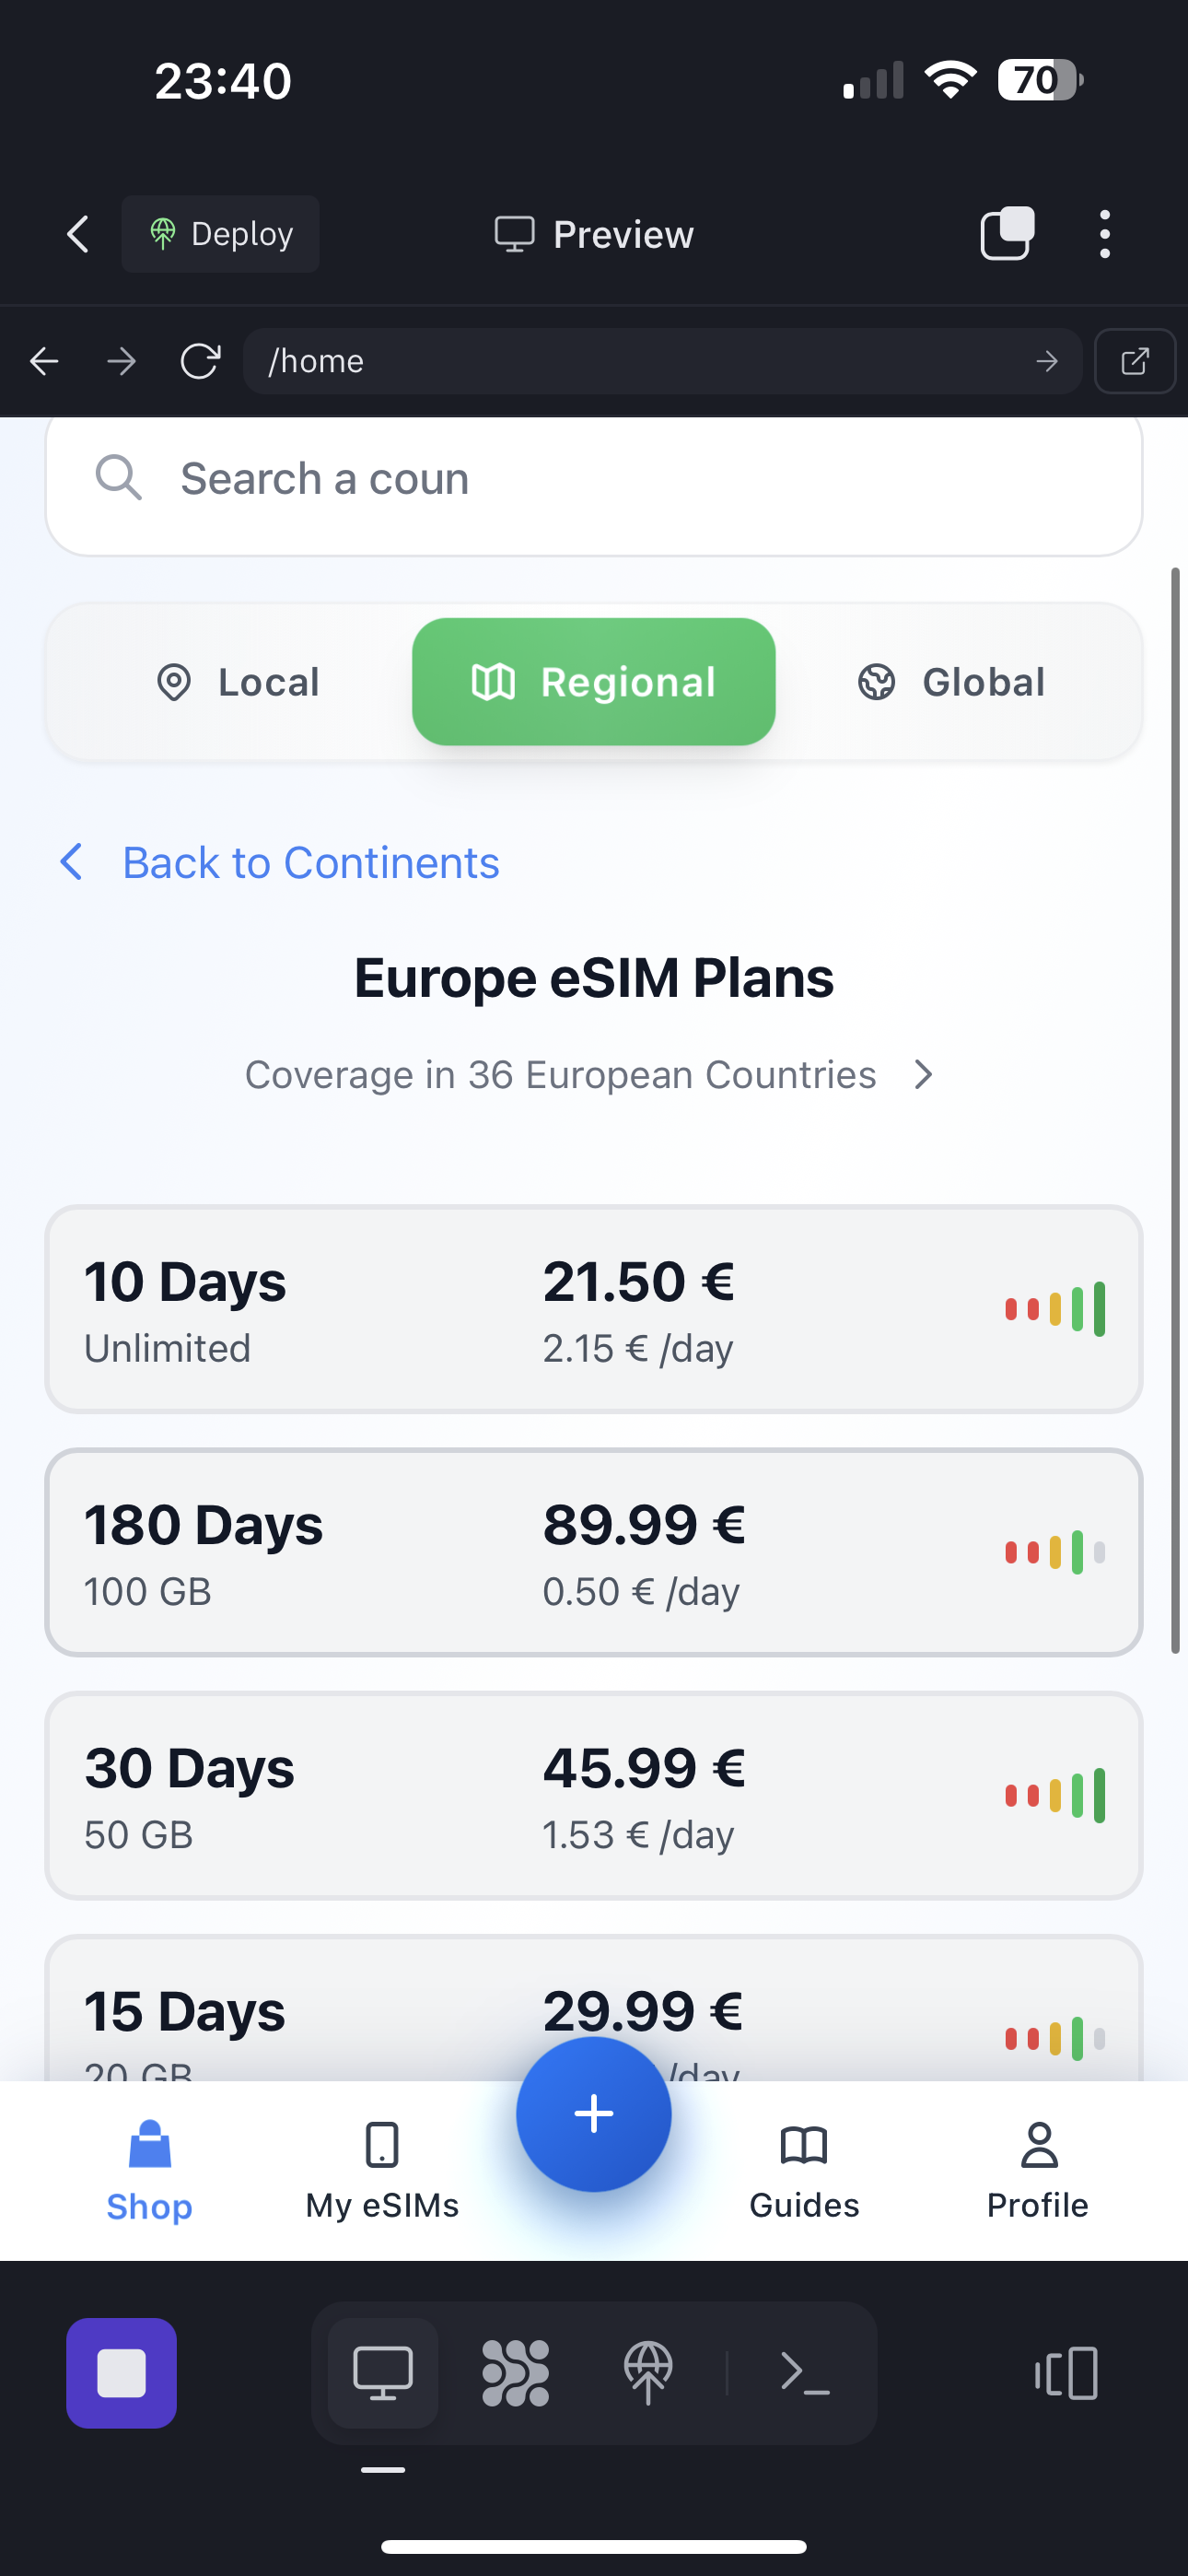 23:40
70
Deploy
Preview
/home
Search a coun
Local
Regional
Global
Back to Continents
Europe eSIM Plans
Coverage in 36 European Countries
10 Days
21.50 €
Unlimited
2.15 € /day
180 Days
89.99 €
100 GB
0.50 € /day
30 Days
45.99 €
50 GB
1.53 € /day
15 Days
29.99 €
20 GB
/day
Shop
My eSIMs
Guides
Profile